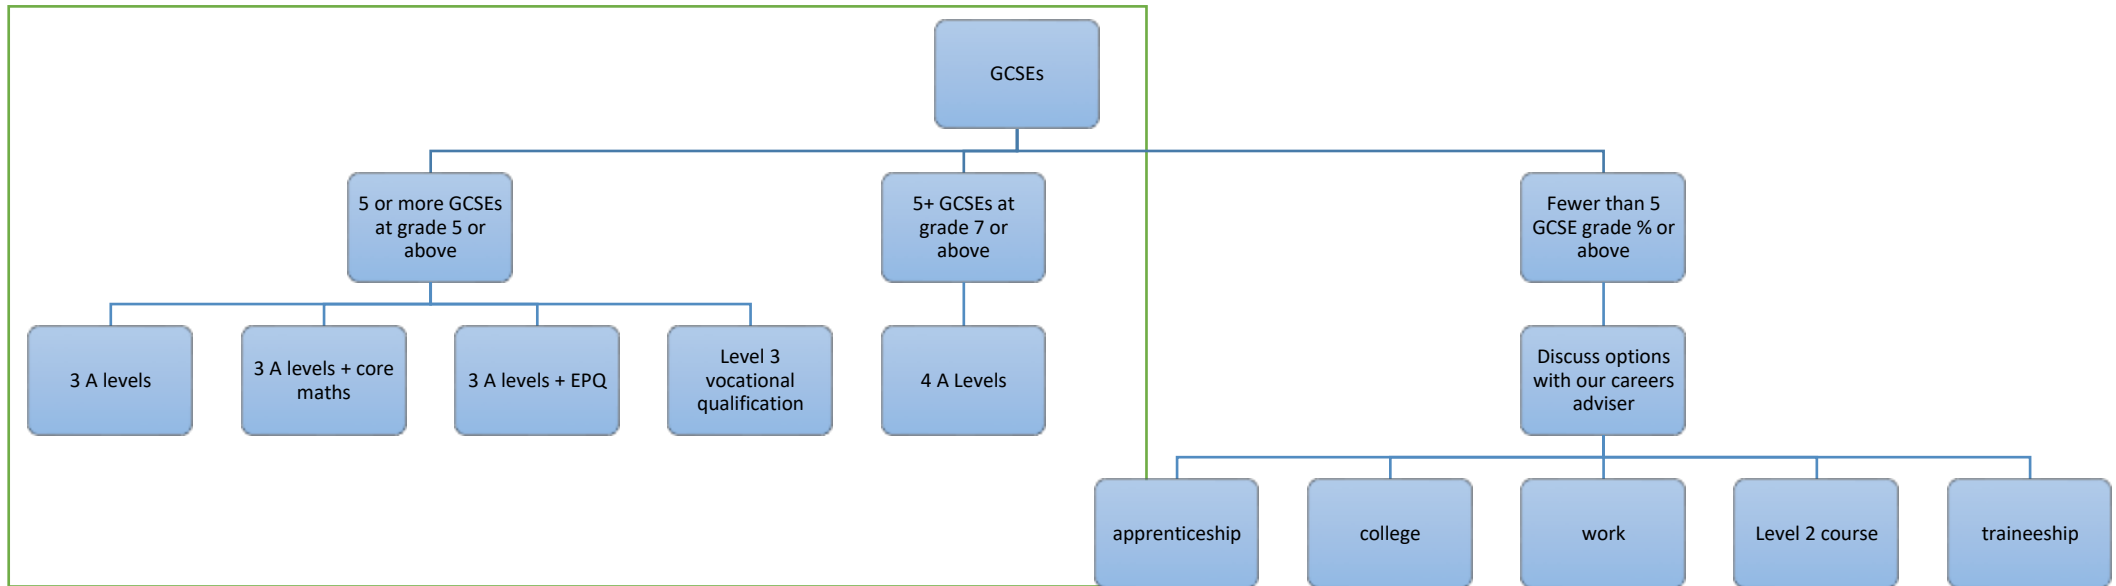 GCSEs
5 or more GCSEs
at grade 5 or
above
5+ GCSEs at
grade 7 or
above
Fewer than 5
GCSE grade % or
above
3 A levels
3 A levels + core
maths
3 A levels + EPQ
Level 3
vocational
qualification
4 A Levels
Discuss options
with our careers
adviser
apprenticeship
college
work
Level 2 course
traineeship